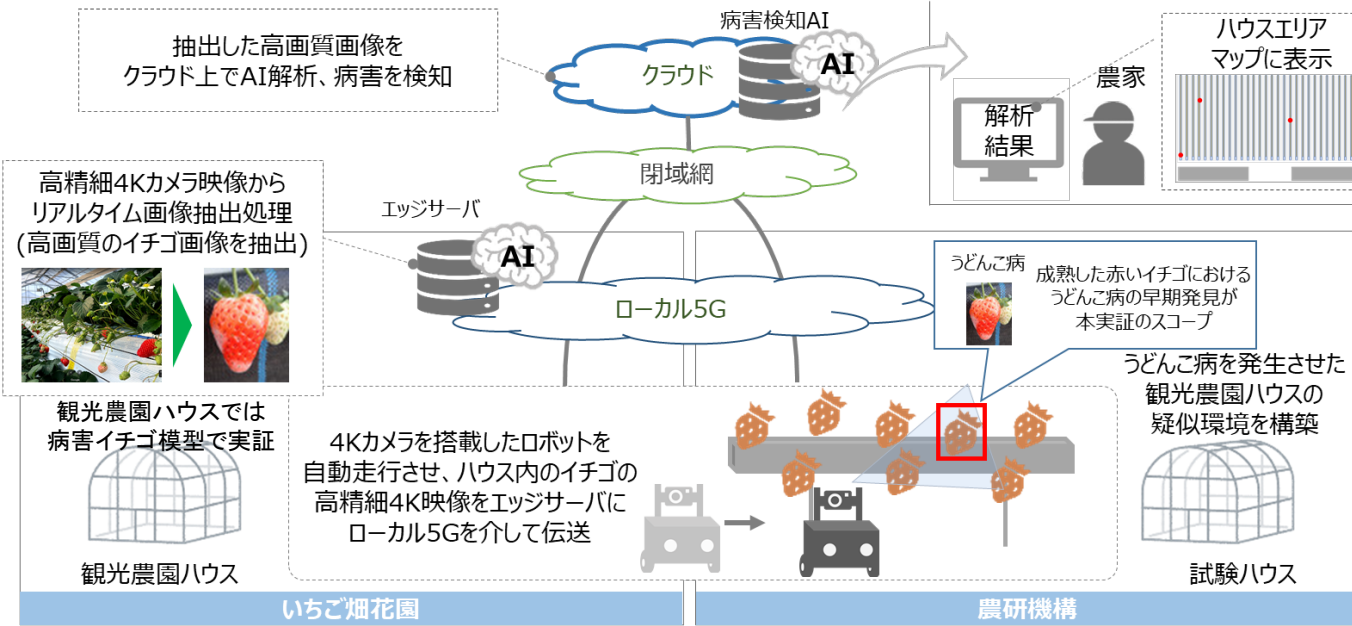 抽出した高画質画像を
クラウド上でAI解析、病害を検知
病害検知AI
クラウド
AI
解析
結果
農家
ハウスエリア
マップに表示
閉域網
高精細4Kカメラ映像から
リアルタイム画像抽出処理
(高画質のイチゴ画像を抽出)
エッジサーバ
AI
ローカル5G
うどんこ病
成熟した赤いイチゴにおける
うどんこ病の早期発見が
本実証のスコープ
観光農園ハウスでは
病害イチゴ模型で実証
うどんこ病を発生させた
観光農園ハウスの
疑似環境を構築
4Kカメラを搭載したロボットを
自動走行させ、ハウス内のイチゴの
高精細4K映像をエッジサーバに
ローカル5Gを介して伝送
観光農園ハウス
試験ハウス
いちご畑花園
農研機構